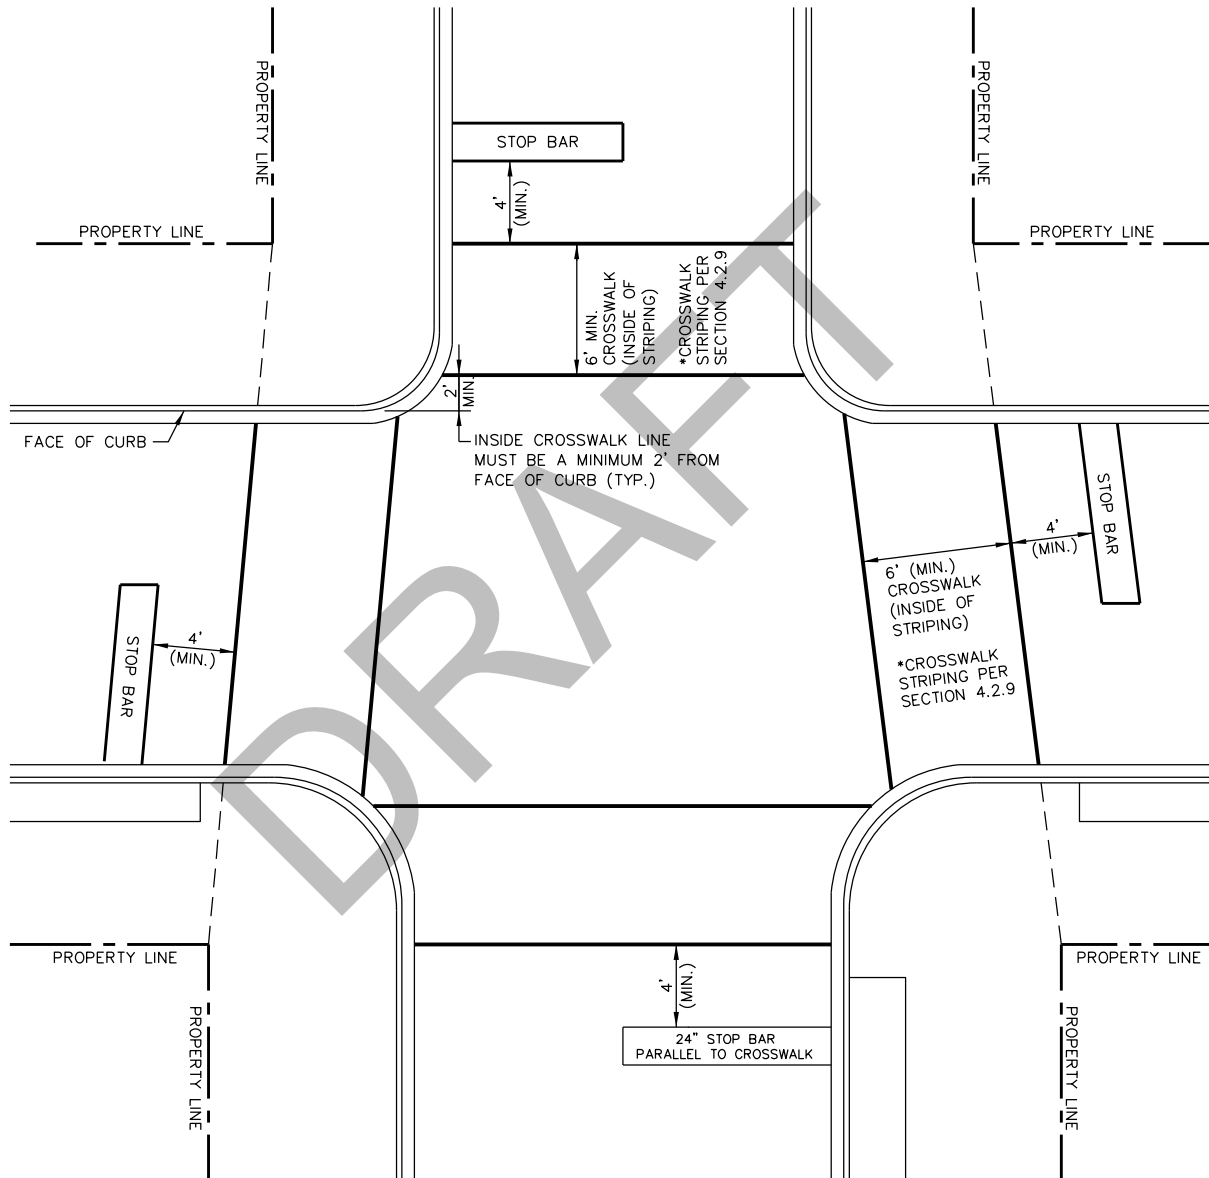 PROPERTY LINE
PROPERTY LINE
STOP BAR
4'
(MIN.)
PROPERTY LINE
PROPERTY LINE
6' MIN.
CROSSWALK
(INSIDE OF
STRIPING)
*CROSSWALK
STRIPING PER
SECTION 4.2.9
2'
MIN.
FACE OF CURB
INSIDE CROSSWALK LINE
MUST BE A MINIMUM 2' FROM
FACE OF CURB (TYP.)
STOP BAR
4'
(MIN.)
6' (MIN.)
CROSSWALK
(INSIDE OF
STRIPING)
*CROSSWALK
STRIPING PER
SECTION 4.2.9
STOP BAR
4'
(MIN.)
DRAFT
PROPERTY LINE
PROPERTY LINE
4'
(MIN.)
24" STOP BAR
PARALLEL TO CROSSWALK
PROPERTY LINE
PROPERTY LINE